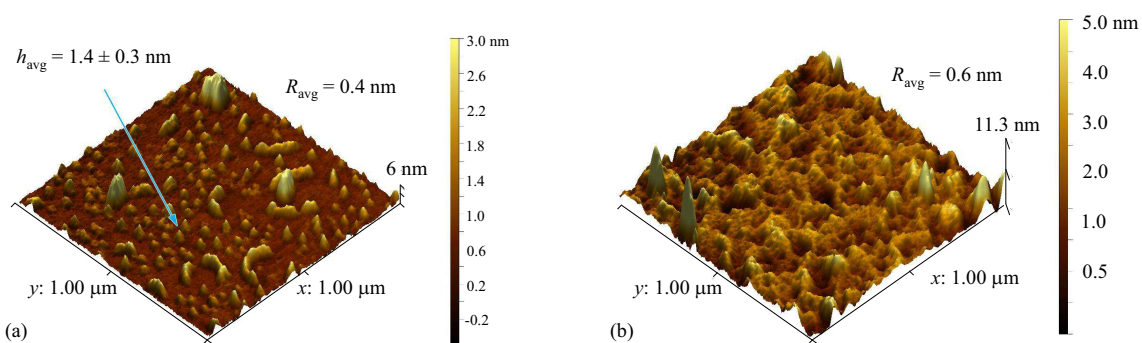 h_avg = 1.4 ± 0.3 nm
R_avg = 0.4 nm
6 nm
y: 1.00 μm
x: 1.00 μm
(a)
3.0 nm
2.6
2.2
1.8
1.4
1.0
0.6
0.2
-0.2
R_avg = 0.6 nm
11.3 nm
y: 1.00 μm
x: 1.00 μm
(b)
5.0 nm
4.0
3.0
2.0
1.0
0.5